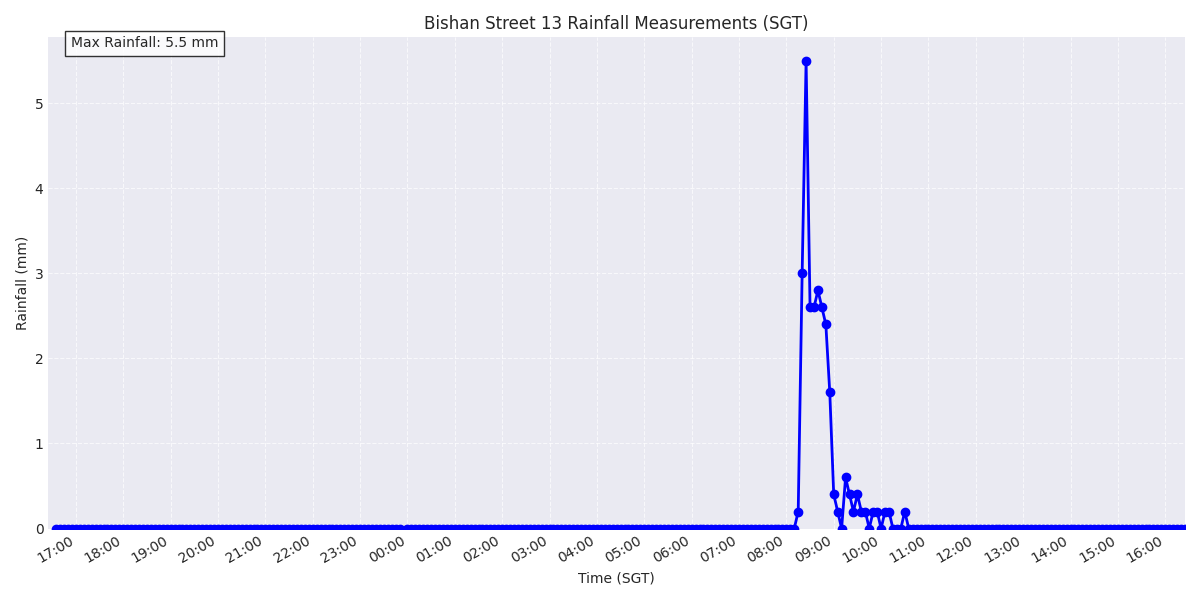 Bishan Street 13 Rainfall Measurements (SGT)
Max Rainfall: 5.5 mm
Rainfall (mm)
5
4
3
2
1
0
17:00 18:00 19:00 20:00 21:00 22:00 23:00 00:00 01:00 02:00 03:00 04:00 05:00 06:00 07:00 08:00 09:00 10:00 11:00 12:00 13:00 14:00 15:00 16:00
Time (SGT)